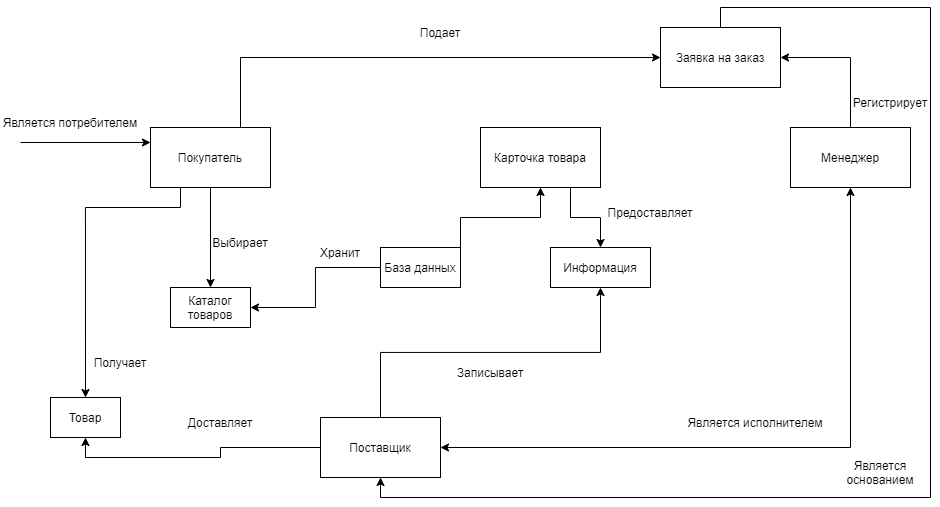 Подает
Заявка на заказ
Регистрирует
Является потребителем
Покупатель
Карточка товара
Менеджер
Предоставляет
Выбирает
Хранит
База данных
Информация
Каталог
товаров
Получает
Записывает
Товар
Доставляет
Поставщик
Является исполнителем
Является
основанием